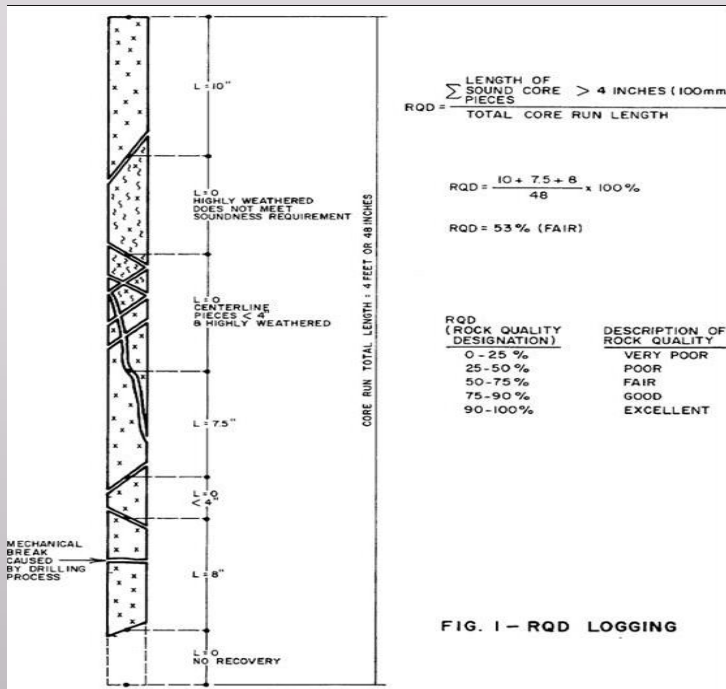 L=10"
L=0
HIGHLY WEATHERED
DOES NOT MEET
SOUNDNESS REQUIREMENT
L=0
CENTERLINE
PIECES < 4"
& HIGHLY WEATHERED
L=7.5"
L=0
< 4"
MECHANICAL
BREAK
CAUSED
BY DRILLING
PROCESS
L=8"
L=0
NO RECOVERY
CORE RUN TOTAL LENGTH = 4 FEET OR 48 INCHES
RQD = Σ LENGTH OF
SOUND CORE > 4 INCHES (100mm
PIECES
TOTAL CORE RUN LENGTH
RQD = 10 + 7.5 + 8
48 x 100%
RQD = 53% (FAIR)
RQD
(ROCK QUALITY DESCRIPTION OF
DESIGNATION) ROCK QUALITY
0-25% VERY POOR
25-50% POOR
50-75% FAIR
75-90% GOOD
90-100% EXCELLENT
FIG. 1 – RQD LOGGING